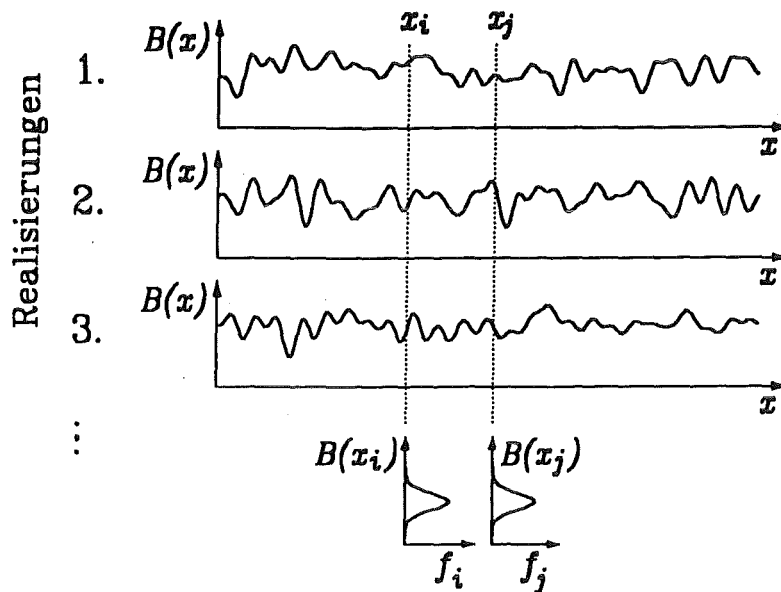 Realisierungen
x_i x_j
1. B(x)
x
2. B(x)
x
3. B(x)
x
...
B(x_i) B(x_j)
f_i f_j